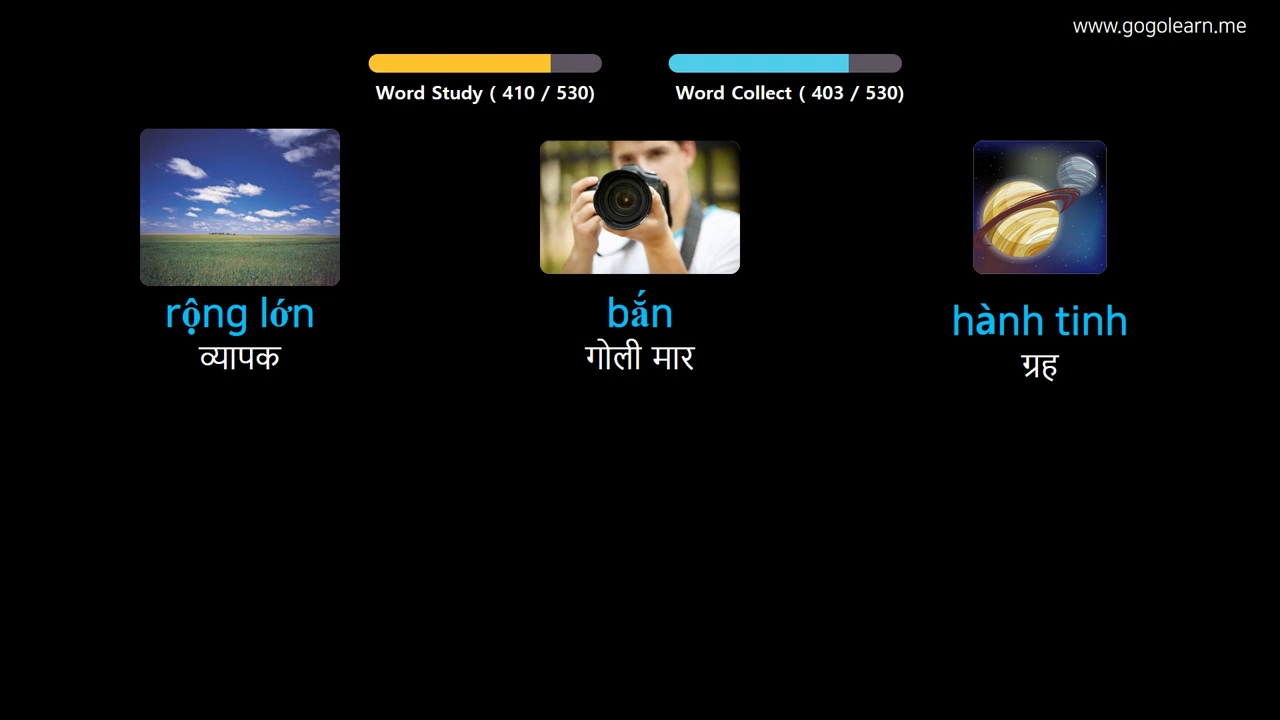 www.gogolearn.me
Word Study ( 410 / 530)
Word Collect ( 403 / 530)
rộng lớn
व्यापक
bắn
गोली मार
hành tinh
ग्रह